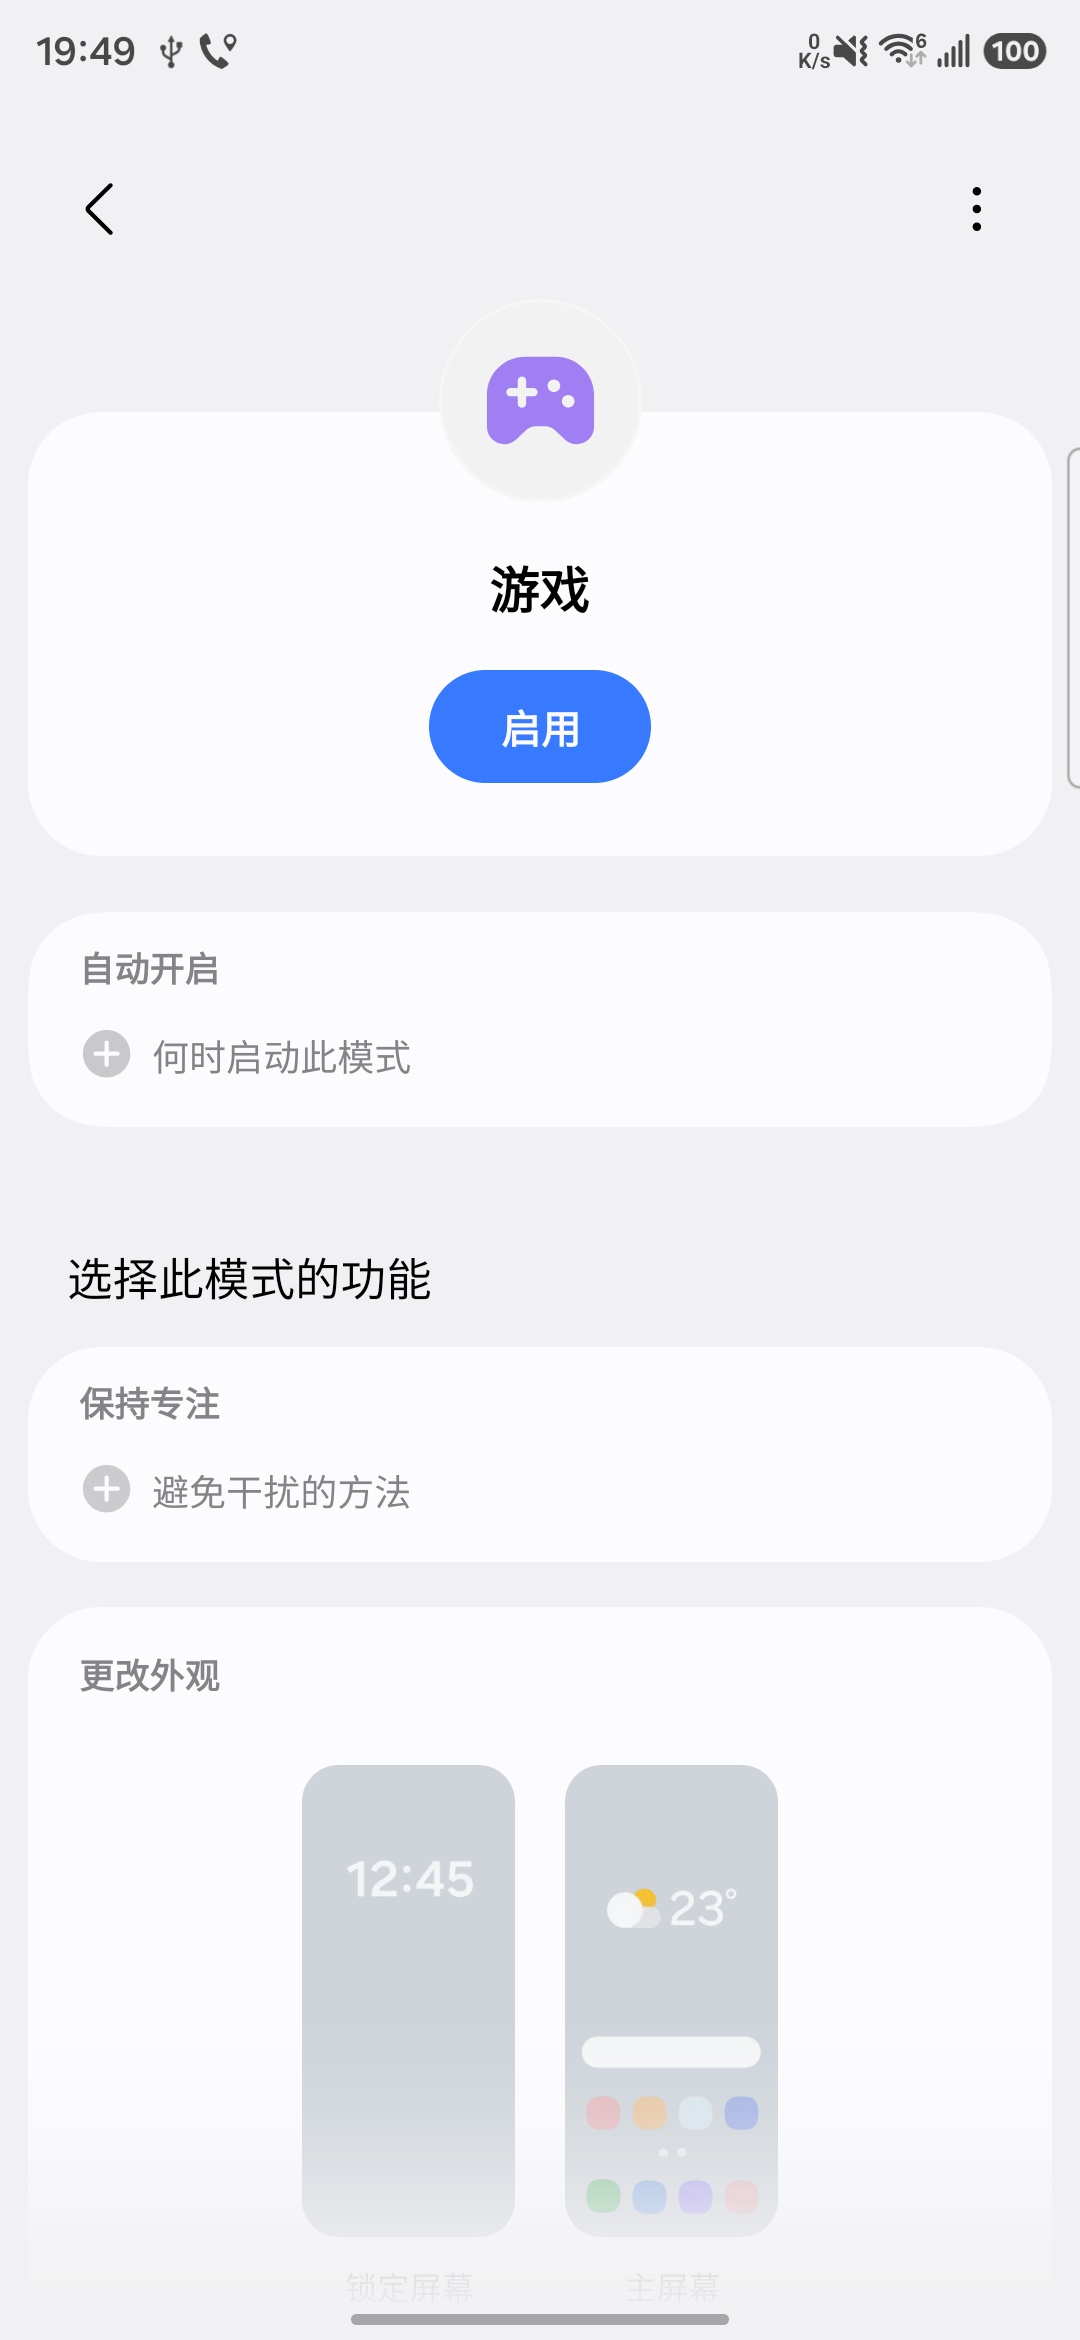 19:49
0
K/s
6
100
游戏
启用
自动开启
何时启动此模式
选择此模式的功能
保持专注
避免干扰的方法
更改外观
12:45
23°
锁定屏幕
主屏幕